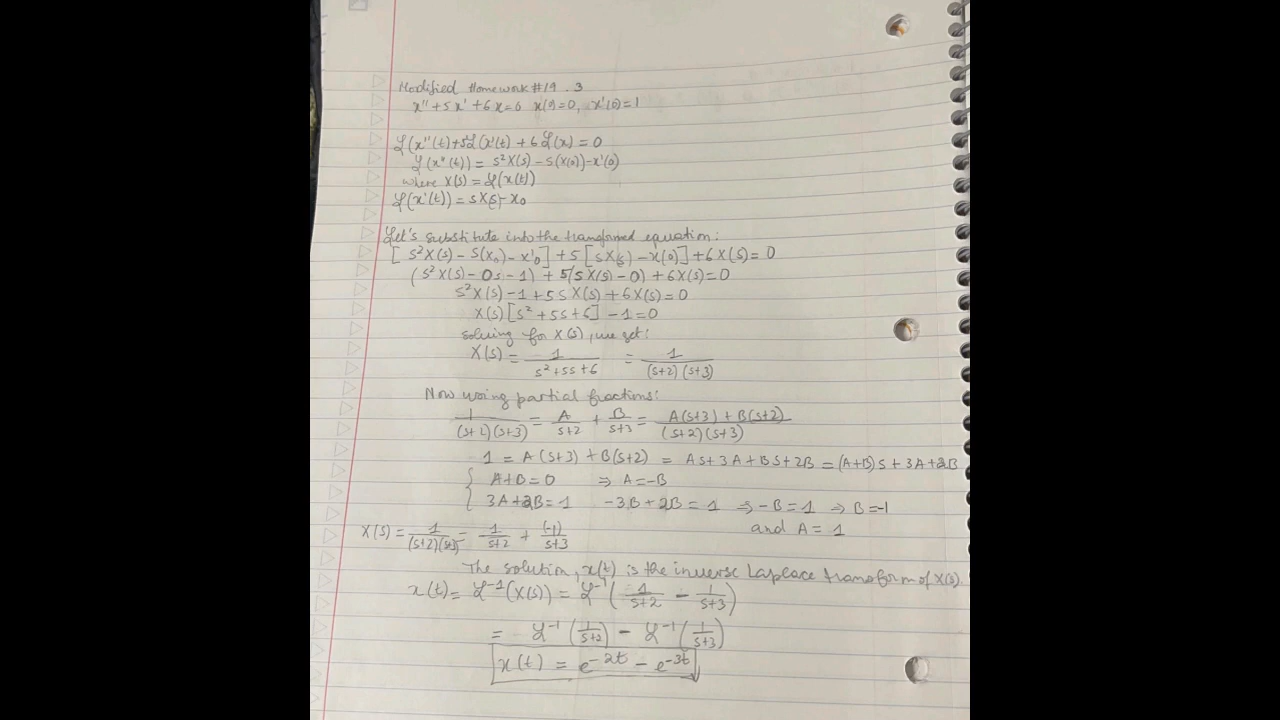 Modified Homework #19.3
x'' + 5x' + 6x = 0 x(0) = 0, x'(0) = 1
ℒ(x''(t) + 5ℒ(x'(t) + 6ℒ(x) = 0
ℒ(x''(t)) = s²X(s) - s(X(0)) - x'(0)
where X(s) = ℒ(x(t))
ℒ(x'(t)) = sX(s) - x₀
Let's substitute into the transformed equation:
[s²X(s) - s(x₀) - x'₀] + 5[sX(s) - x(0)] + 6X(s) = 0
(s²X(s) - 0s - 1) + 5(sX(s) - 0) + 6X(s) = 0
s²X(s) - 1 + 5sX(s) + 6X(s) = 0
X(s)[s² + 5s + 6] - 1 = 0
solving for X(s), we get:
X(s) = 1/(s² + 5s + 6) = 1/((s+2)(s+3))
Now using partial fractions:
1/((s+2)(s+3)) = A/(s+2) + B/(s+3) = (A(s+3) + B(s+2))/((s+2)(s+3))
1 = A(s+3) + B(s+2) = As + 3A + Bs + 2B = (A+B)s + 3A + 2B
{ A+B = 0 ⇒ A = -B
3A + 2B = 1 -3B + 2B = 1 ⇒ -B = 1 ⇒ B = -1
and A = 1
X(s) = 1/((s+2)(s+3)) = 1/(s+2) + (-1)/(s+3)
The solution, x(t) is the inverse Laplace transform of X(s)
x(t) = ℒ⁻¹(X(s)) = ℒ⁻¹(1/(s+2) - 1/(s+3))
= ℒ⁻¹(1/(s+2)) - ℒ⁻¹(1/(s+3))
x(t) = e^(-2t) - e^(-3t)